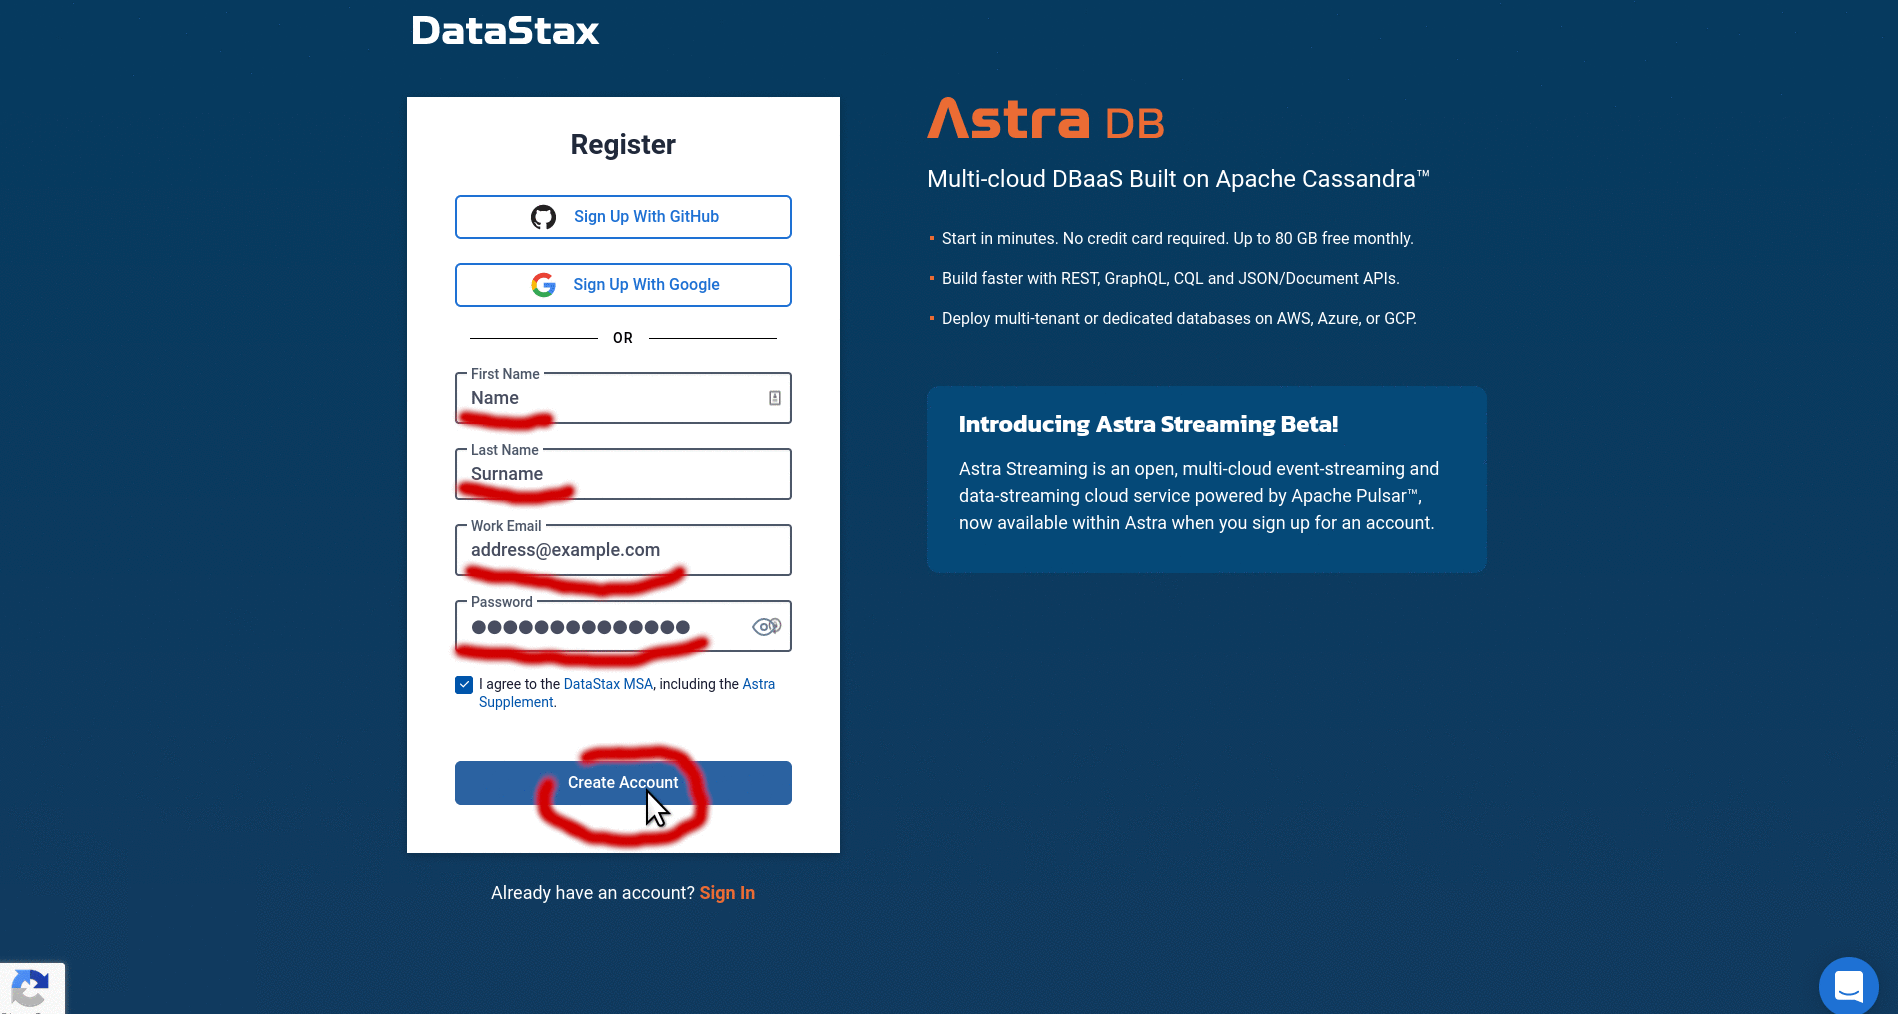 DataStax
Register
Sign Up With GitHub
Sign Up With Google
OR
First Name
Name
Last Name
Surname
Work Email
address@example.com
Password
I agree to the DataStax MSA, including the Astra
Supplement.
Create Account
Already have an account? Sign In
Astra DB
Multi-cloud DBaaS Built on Apache Cassandra™
Start in minutes. No credit card required. Up to 80 GB free monthly.
Build faster with REST, GraphQL, CQL and JSON/Document APIs.
Deploy multi-tenant or dedicated databases on AWS, Azure, or GCP.
Introducing Astra Streaming Beta!
Astra Streaming is an open, multi-cloud event-streaming and
data-streaming cloud service powered by Apache Pulsar™,
now available within Astra when you sign up for an account.